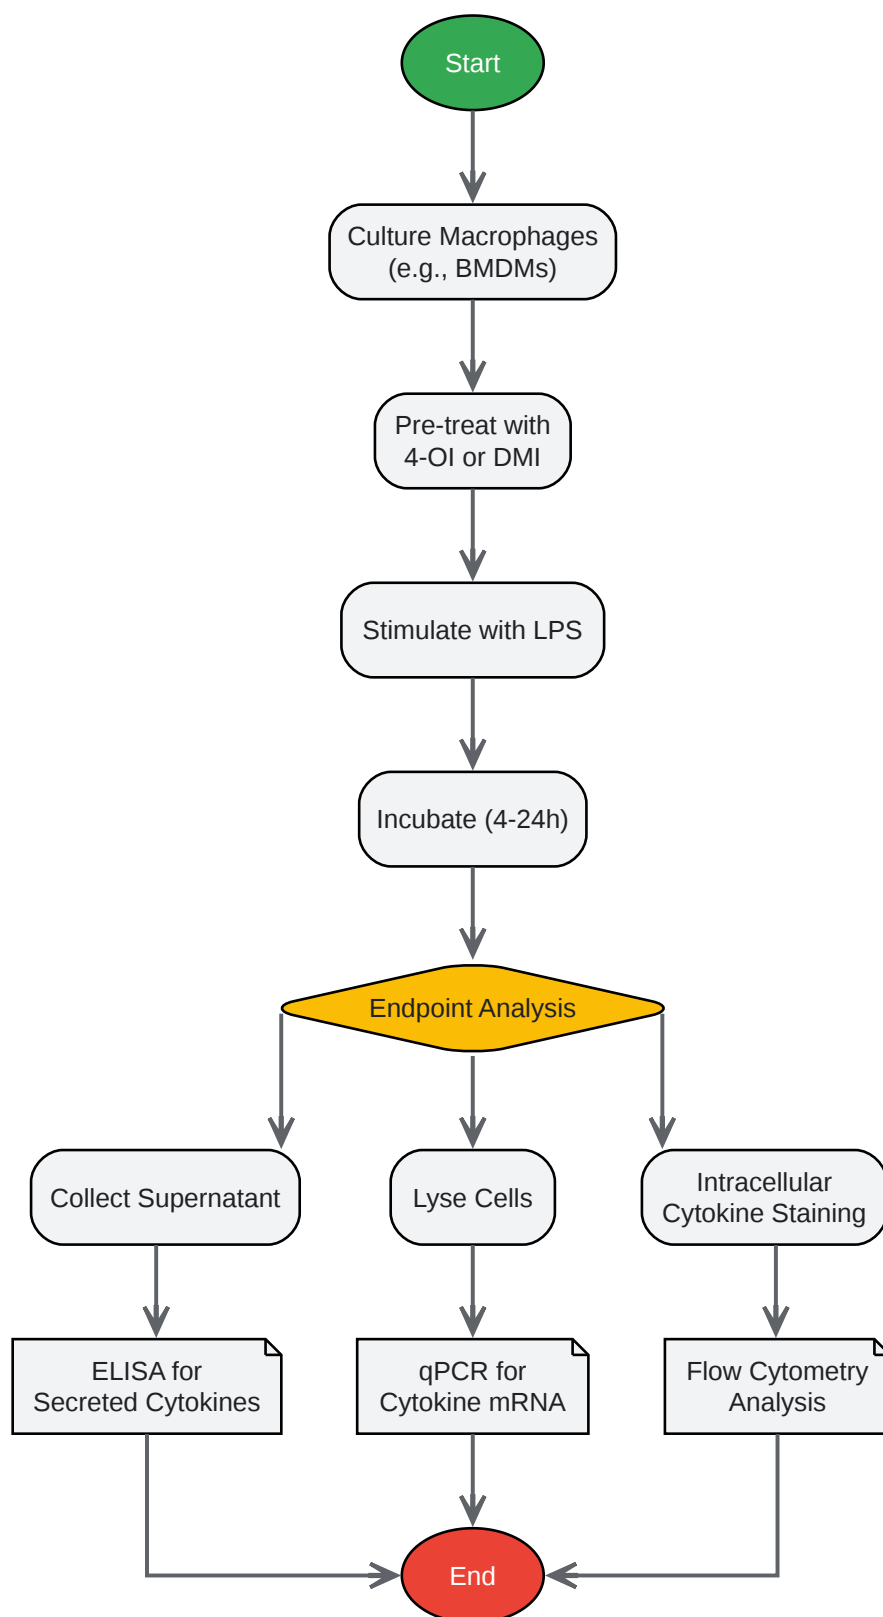 Start
Culture Macrophages
(e.g., BMDMs)
Pre-treat with
4-OI or DMI
Stimulate with LPS
Incubate (4-24h)
Endpoint Analysis
Collect Supernatant
Lyse Cells
Intracellular
Cytokine Staining
ELISA for
Secreted Cytokines
qPCR for
Cytokine mRNA
Flow Cytometry
Analysis
End